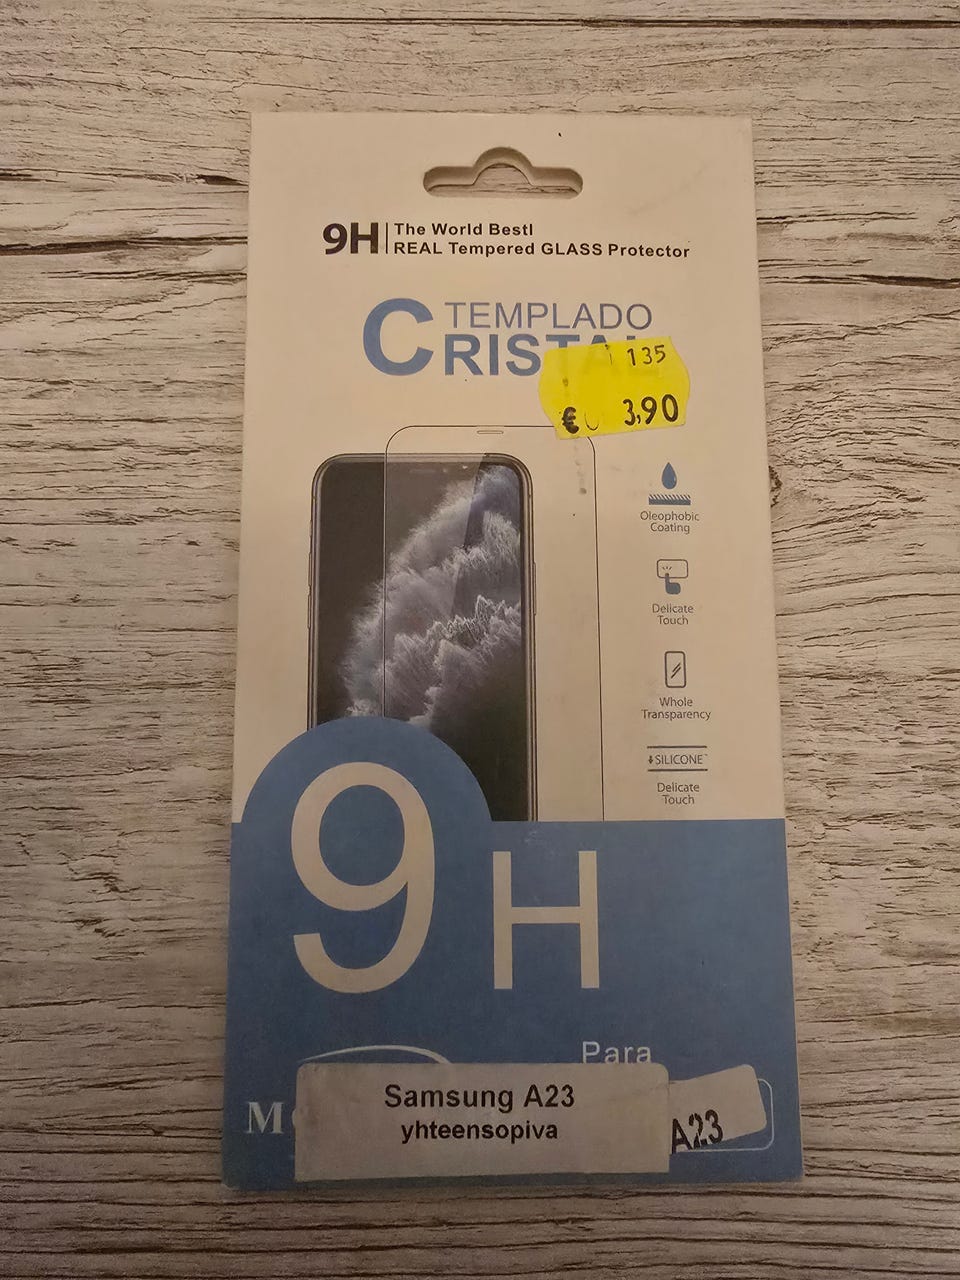 9H
The World Bestl
REAL Tempered GLASS Protector
TEMPLADO
CRISTAL
135
€ 3,90
Oleophobic
Coating
Delicate
Touch
Whole
Transparency
SILICONE
Delicate
Touch
9H
Para
Samsung A23
yhteensopiva
A23